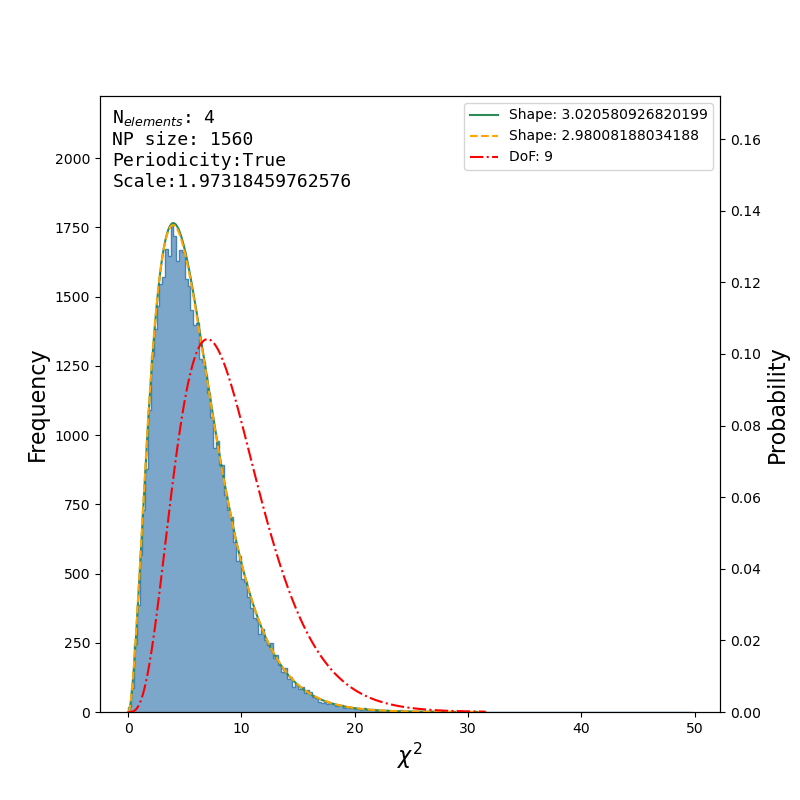 N_elements: 4
NP size: 1560
Periodicity:True
Scale:1.97318459762576
Shape: 3.020580926820199
Shape: 2.98008188034188
DoF: 9
Frequency
2000
1750
1500
1250
1000
750
500
250
0
0.16
0.14
0.12
0.10
0.08
0.06
0.04
0.02
0.00
Probability
0 10 20 30 40 50
χ²